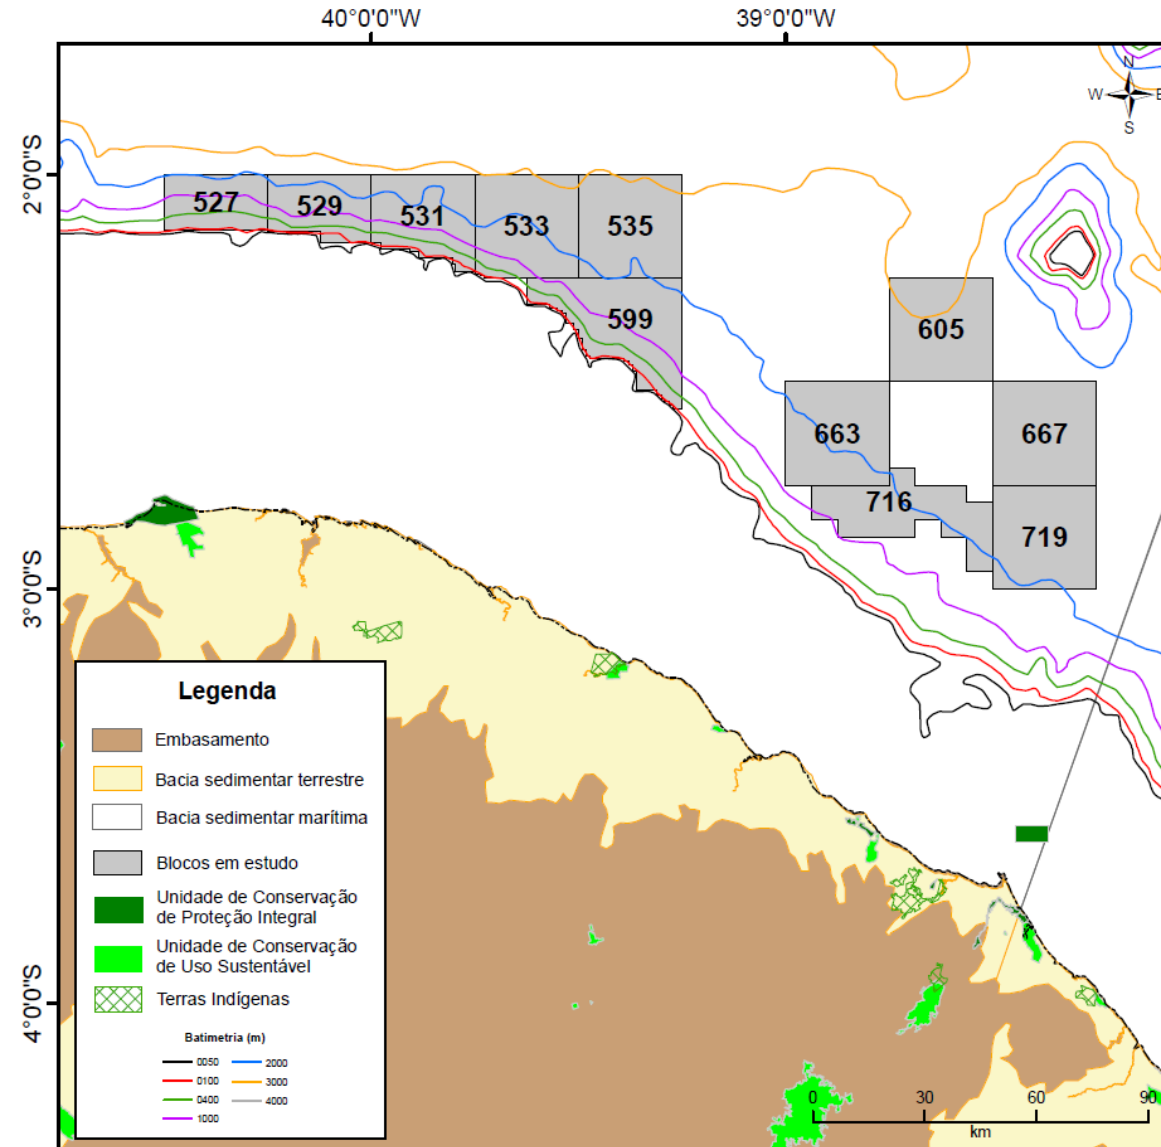 40°0'0"W 39°0'0"W
N
W E
S
2°0'0"S
527 529 531 533 535
599
605
663 667
716
719
3°0'0"S
Legenda
Embasamento
Bacia sedimentar terrestre
Bacia sedimentar marítima
Blocos em estudo
Unidade de Conservação
de Proteção Integral
Unidade de Conservação
de Uso Sustentável
Terras Indígenas
Batimetria (m)
0050 2000
0100 3000
0400 4000
1000
4°0'0"S
0 30 60 90
km